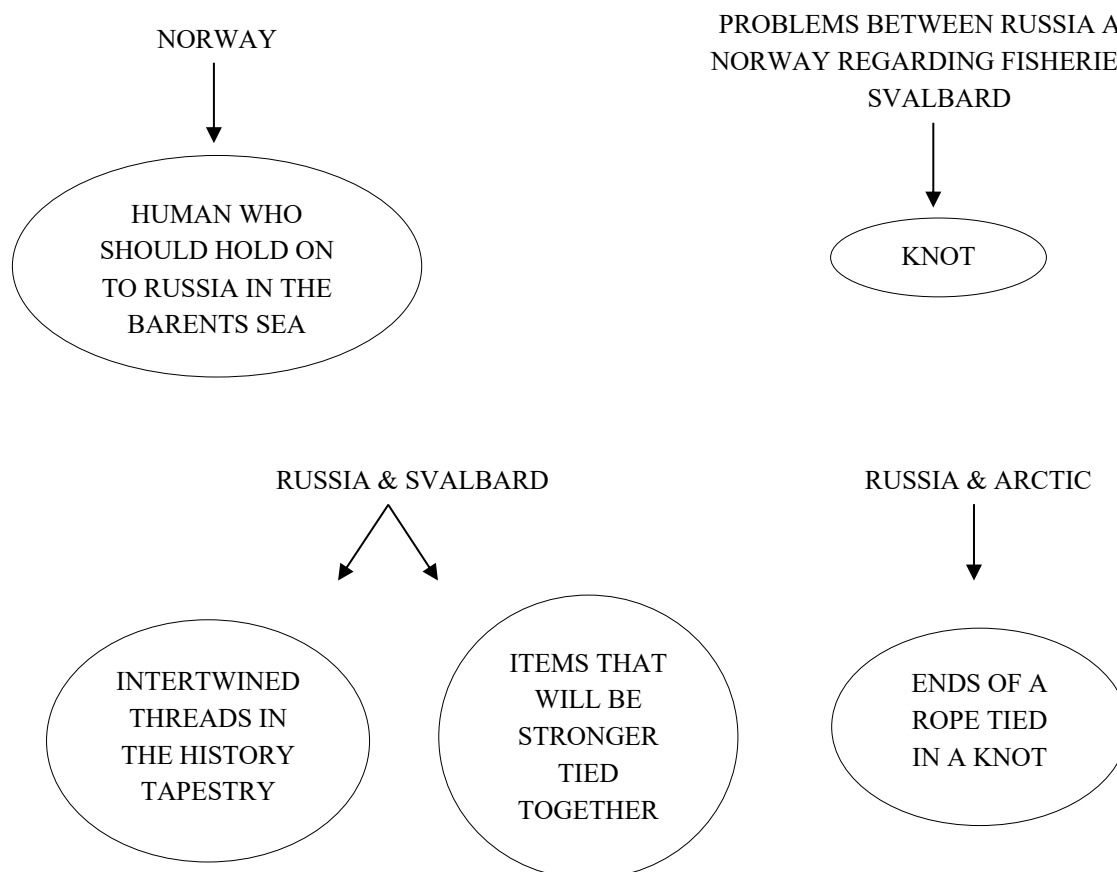 NORWAY
PROBLEMS BETWEEN RUSSIA A
NORWAY REGARDING FISHERIE
SVALBARD
HUMAN WHO
SHOULD HOLD ON
TO RUSSIA IN THE
BARENTS SEA
KNOT
RUSSIA & SVALBARD
RUSSIA & ARCTIC
INTERTWINED
THREADS IN
THE HISTORY
TAPESTRY
ITEMS THAT
WILL BE
STRONGER
TIED
TOGETHER
ENDS OF A
ROPE TIED
IN A KNOT